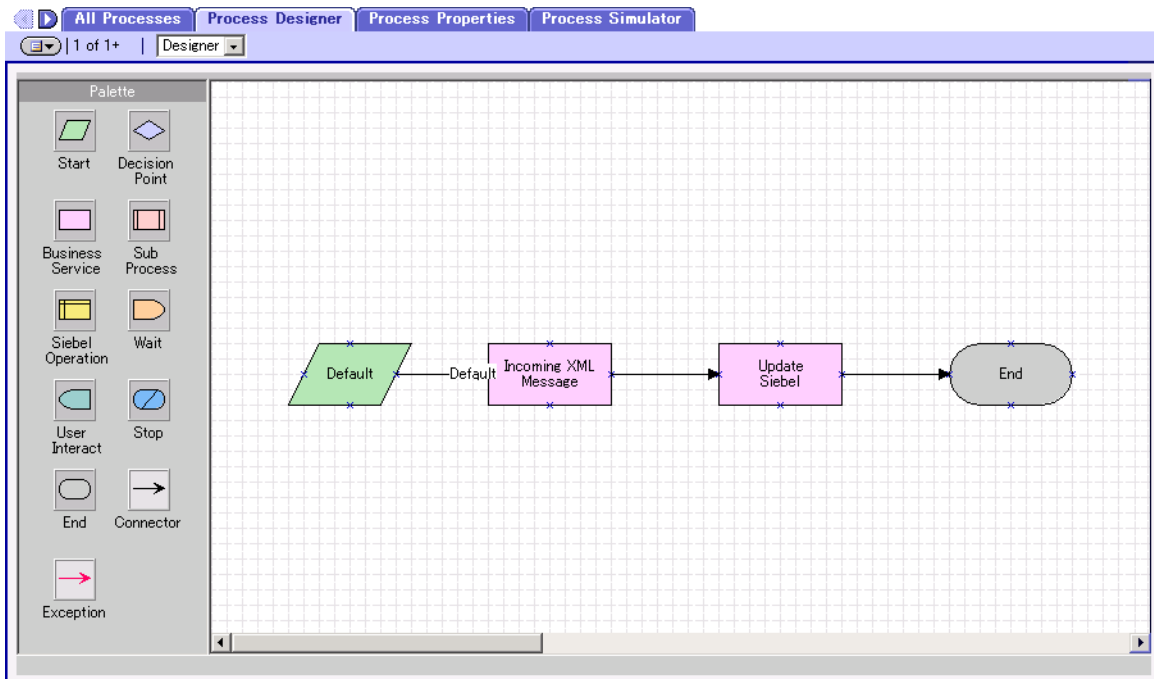 All Processes
Process Designer
Process Properties
Process Simulator
1 of 1+
Designer
Palette
Start
Decision
Point
Business
Service
Sub
Process
Siebel
Operation
Wait
User
Interact
Stop
End
Connector
Exception
Default
Default
Incoming XML
Message
Update
Siebel
End